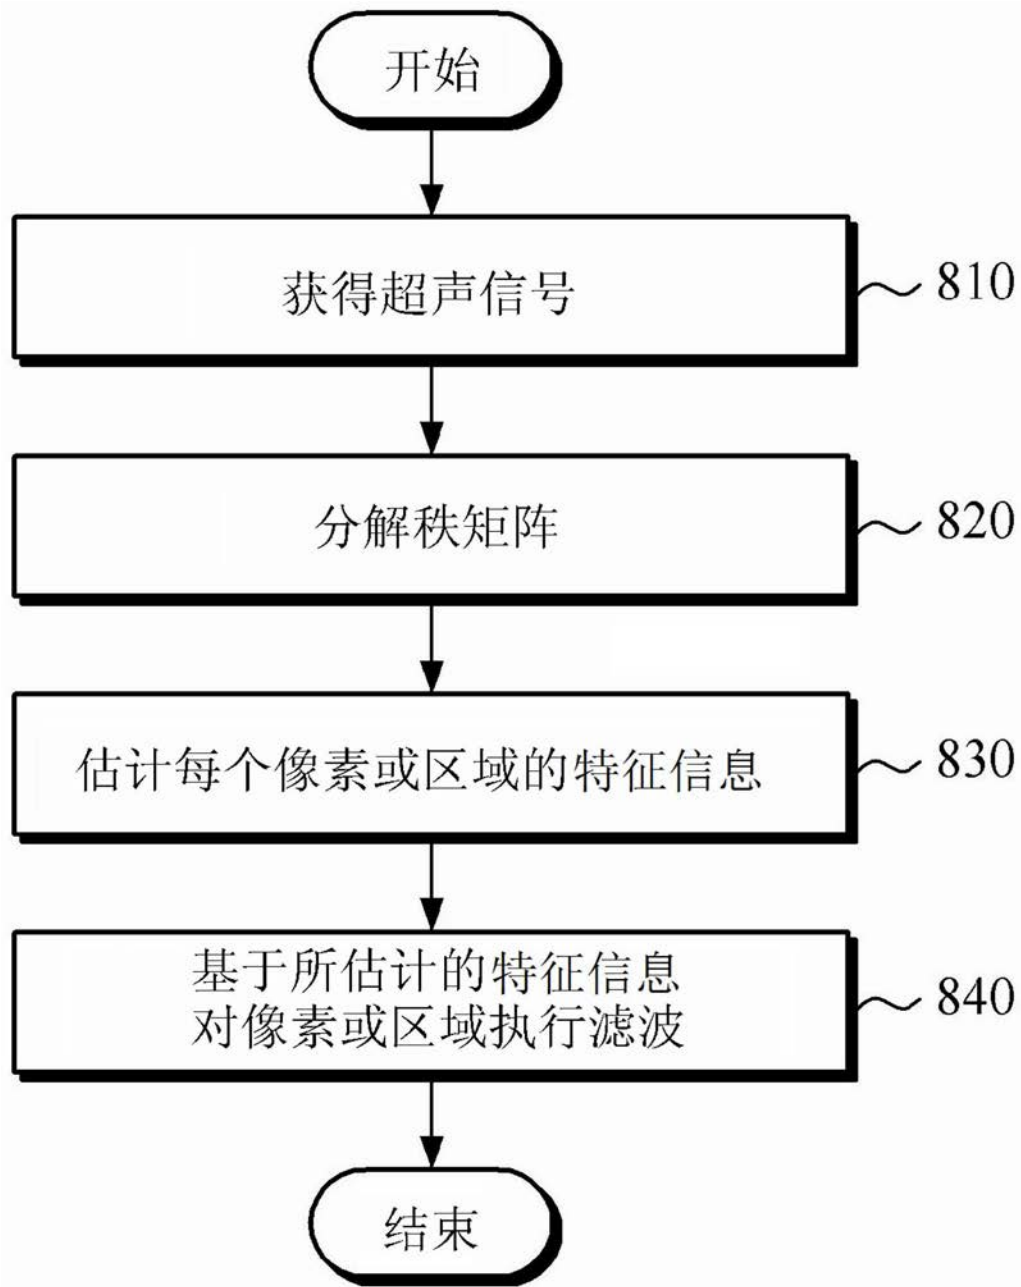 开始
获得超声信号
810
分解秩矩阵
820
估计每个像素或区域的特征信息
830
基于所估计的特征信息
对像素或区域执行滤波
840
结束